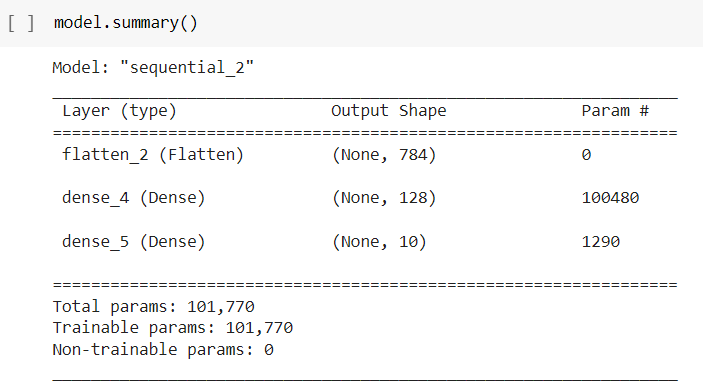 [ ] model.summary()
Model: "sequential_2"
_________________________________________________________________
Layer (type) Output Shape Param #
=================================================================
flatten_2 (Flatten) (None, 784) 0
dense_4 (Dense) (None, 128) 100480
dense_5 (Dense) (None, 10) 1290
=================================================================
Total params: 101,770
Trainable params: 101,770
Non-trainable params: 0
_________________________________________________________________